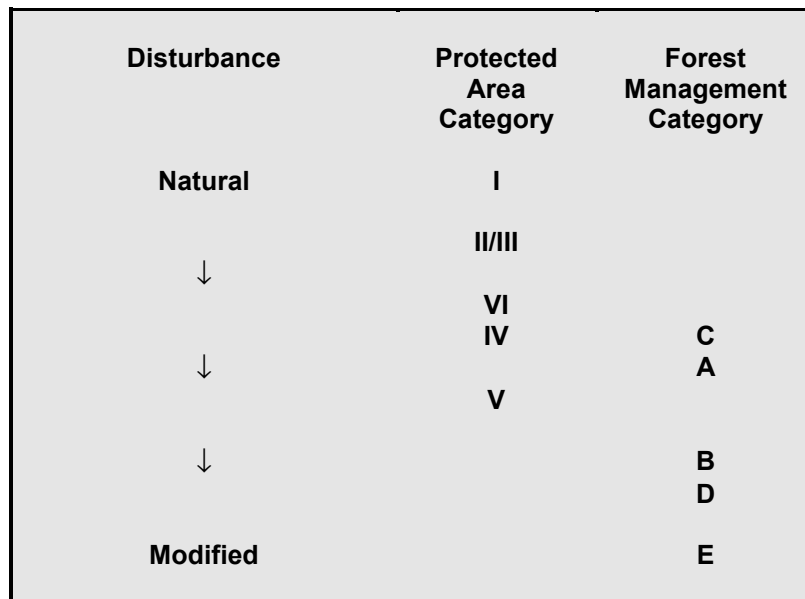 Disturbance Protected Forest
Area Management
Category Category
Natural I
II/III
↓
VI
IV C
↓ A
V
↓ B
D
Modified E